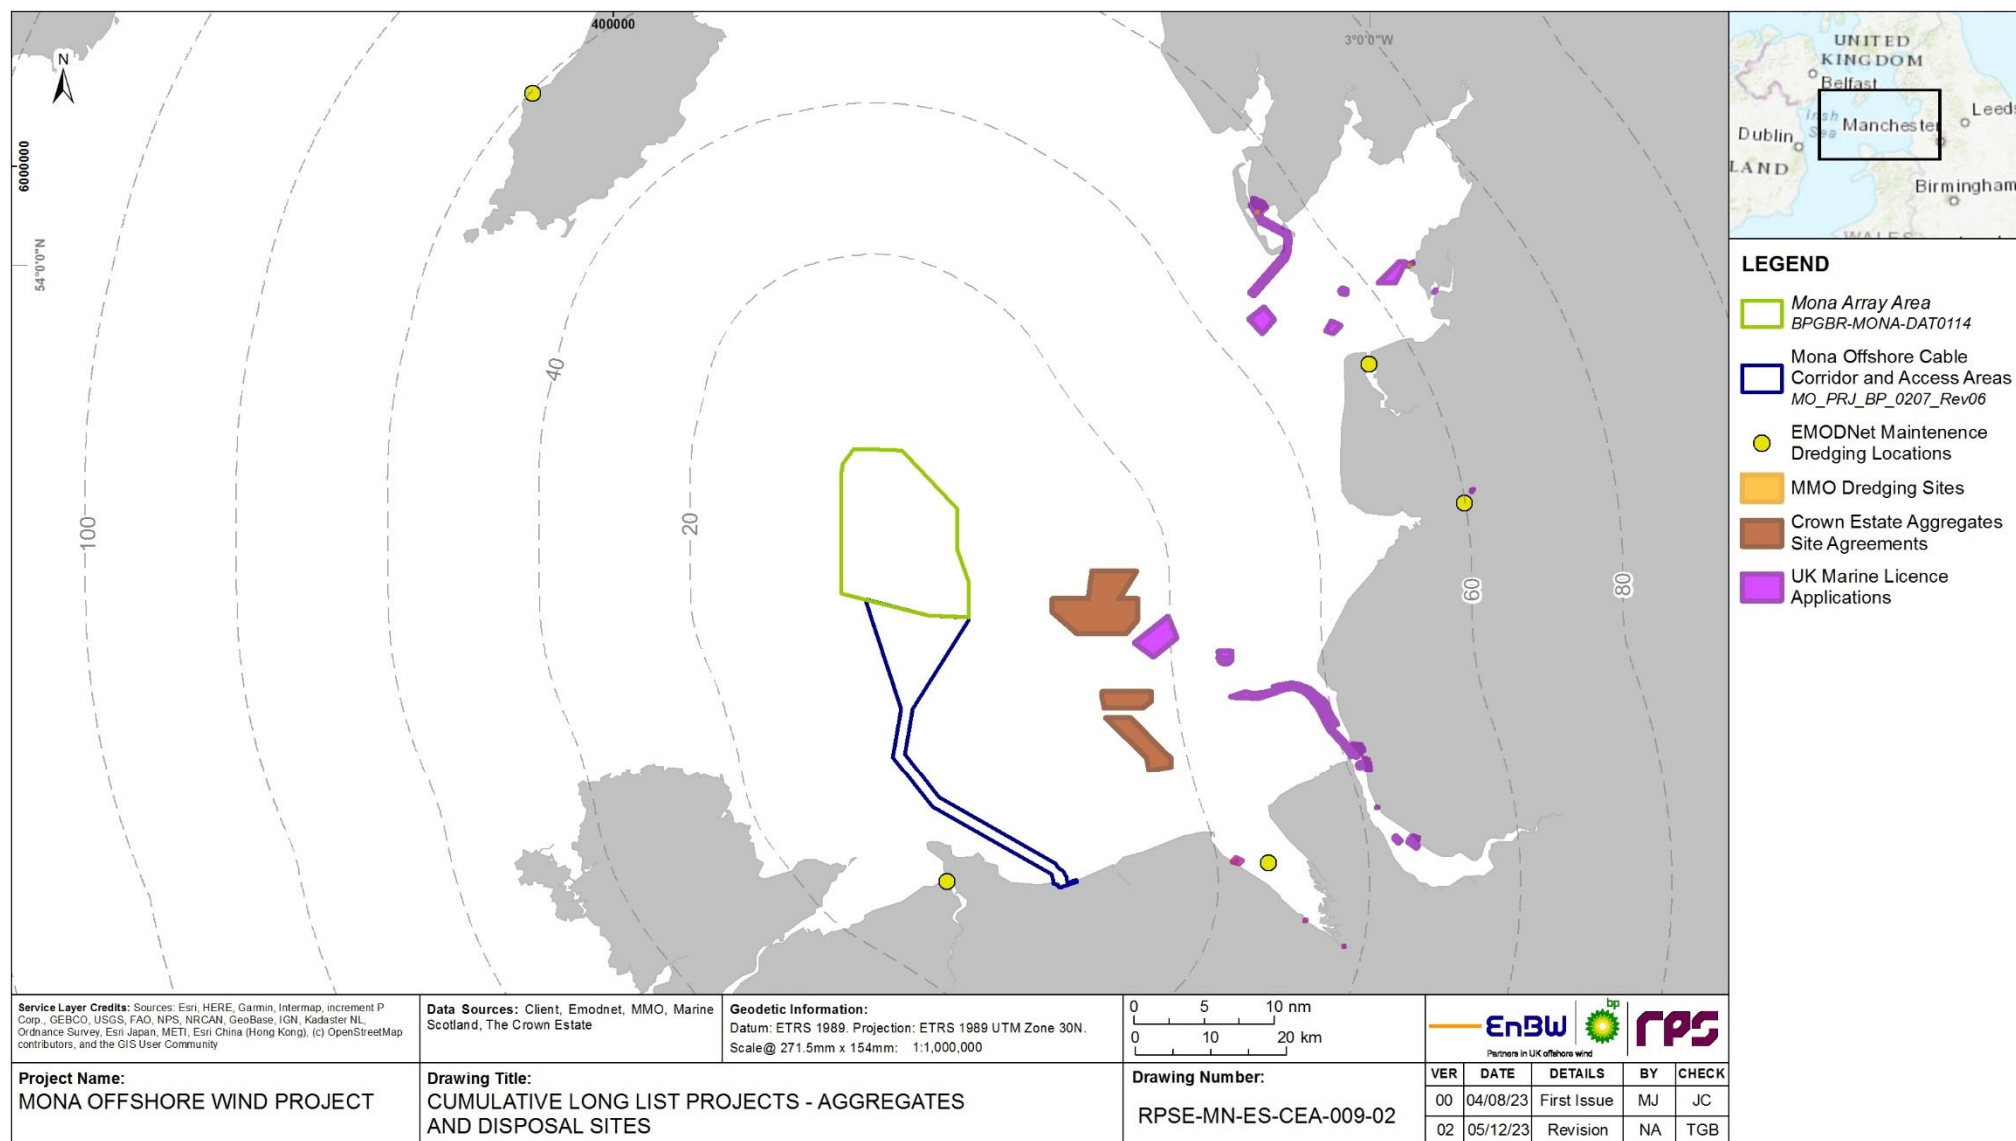 400000
3°0'0"W
N
6000000
54°0'0"N
40
20
100
60
80
UNITED
KINGDOM
Belfast
Irish
Sea
Leeds
Manchester
Dublin
LAND
Birmingham
WALES
LEGEND
Mona Array Area
BPGBR-MONA-DAT0114
Mona Offshore Cable
Corridor and Access Areas
MO_PRJ_BP_0207_Rev06
EMODNet Maintenence
Dredging Locations
MMO Dredging Sites
Crown Estate Aggregates
Site Agreements
UK Marine Licence
Applications
Service Layer Credits: Sources: Esri, HERE, Garmin, Intermap, increment P
Corp., GEBCO, USGS, FAO, NPS, NRCAN, GeoBase, IGN, Kadaster NL,
Ordnance Survey, Esri Japan, METI, Esri China (Hong Kong), (c) OpenStreetMap
contributors, and the GIS User Community
Data Sources: Client, Emodnet, MMO, Marine
Scotland, The Crown Estate
Geodetic Information:
Datum: ETRS 1989. Projection: ETRS 1989 UTM Zone 30N.
Scale@ 271.5mm x 154mm: 1:1,000,000
0 5 10 nm
0 10 20 km
EnBW
bp
rps
Partners in UK offshore wind
Project Name:
MONA OFFSHORE WIND PROJECT
Drawing Title:
CUMULATIVE LONG LIST PROJECTS - AGGREGATES
AND DISPOSAL SITES
Drawing Number:
RPSE-MN-ES-CEA-009-02
VER DATE DETAILS BY CHECK
00 04/08/23 First Issue MJ JC
02 05/12/23 Revision NA TGB